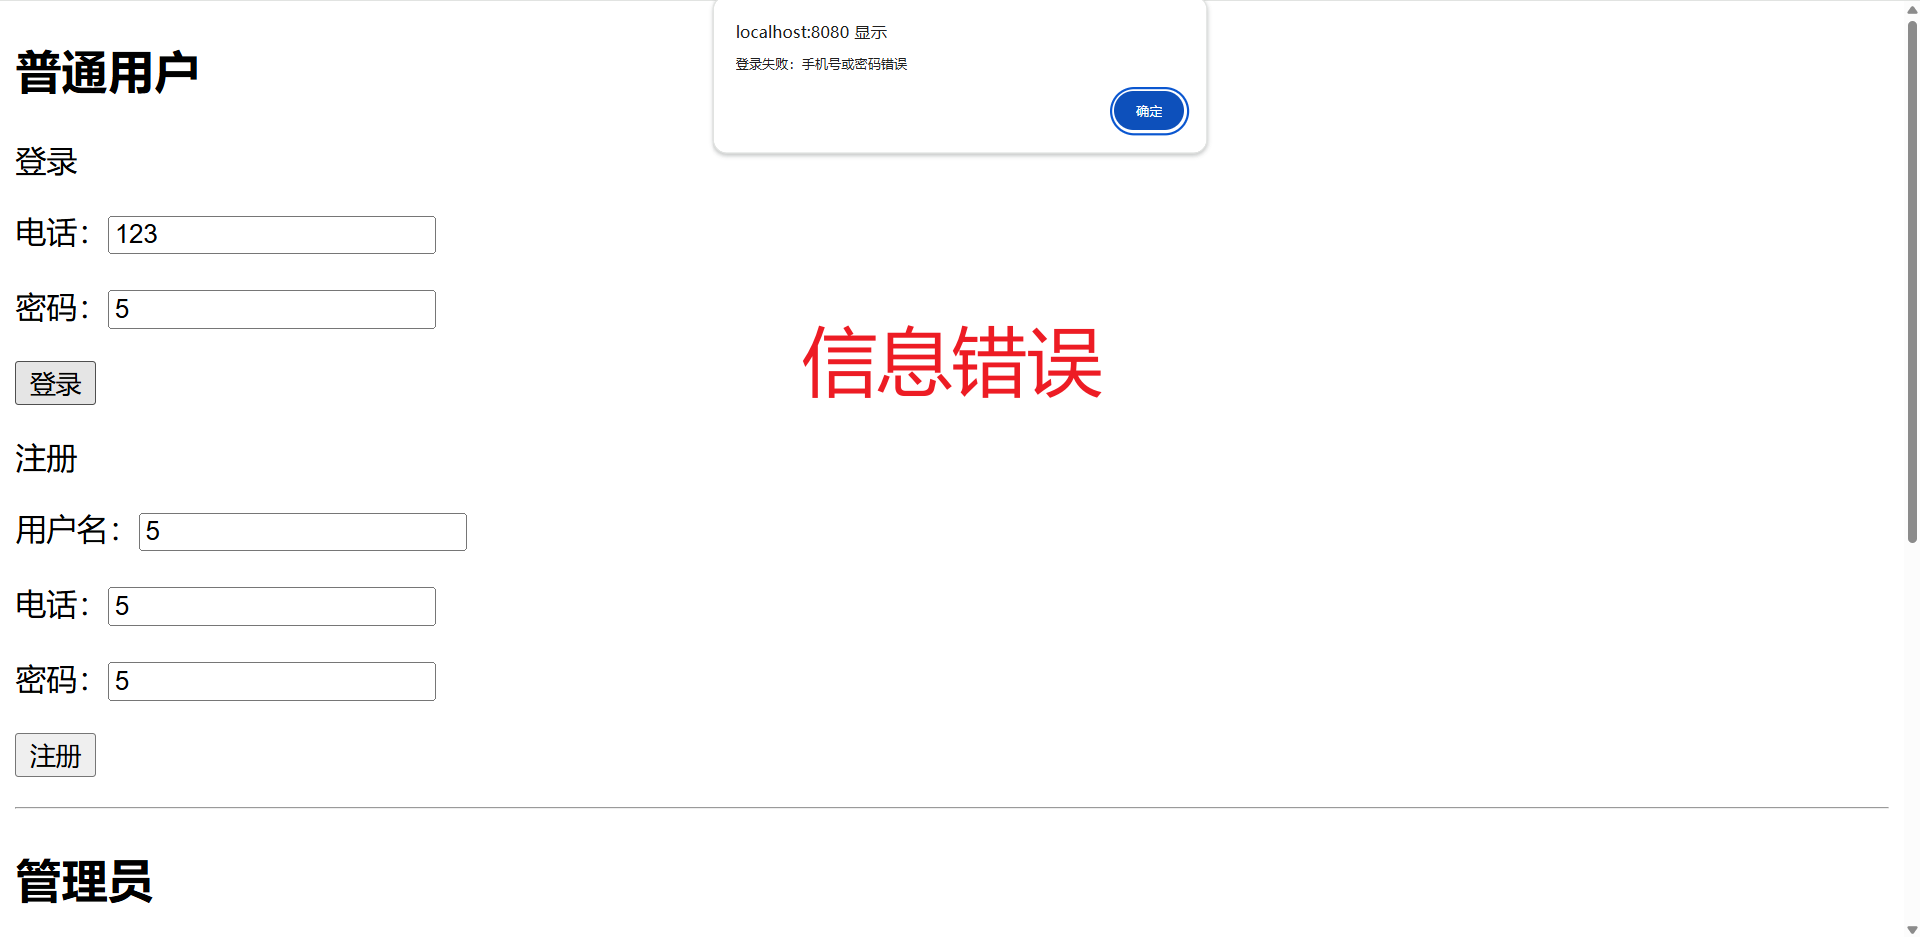 localhost:8080 显示
登录失败：手机号或密码错误
确定
普通用户
登录
电话：123
密码：5
登录
信息错误
注册
用户名：5
电话：5
密码：5
注册
管理员